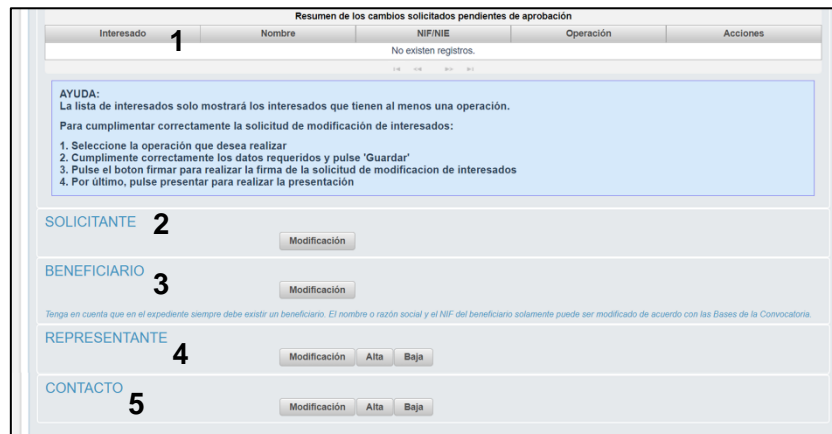 Resumen de los cambios solicitados pendientes de aprobación
Interesado 1 Nombre NIF/NIE Operación Acciones
No existen registros.
AYUDA:
La lista de interesados solo mostrará los interesados que tienen al menos una operación.
Para cumplimentar correctamente la solicitud de modificación de interesados:
1. Seleccione la operación que desea realizar
2. Cumplimente correctamente los datos requeridos y pulse 'Guardar'
3. Pulse el boton firmar para realizar la firma de la solicitud de modificacion de interesados
4. Por último, pulse presentar para realizar la presentación
SOLICITANTE 2
Modificación
BENEFICIARIO 3
Modificación
Tenga en cuenta que en el expediente siempre debe existir un beneficiario. El nombre o razón social y el NIF del beneficiario solamente puede ser modificado de acuerdo con las Bases de la Convocatoria.
REPRESENTANTE 4
Modificación Alta Baja
CONTACTO 5
Modificación Alta Baja